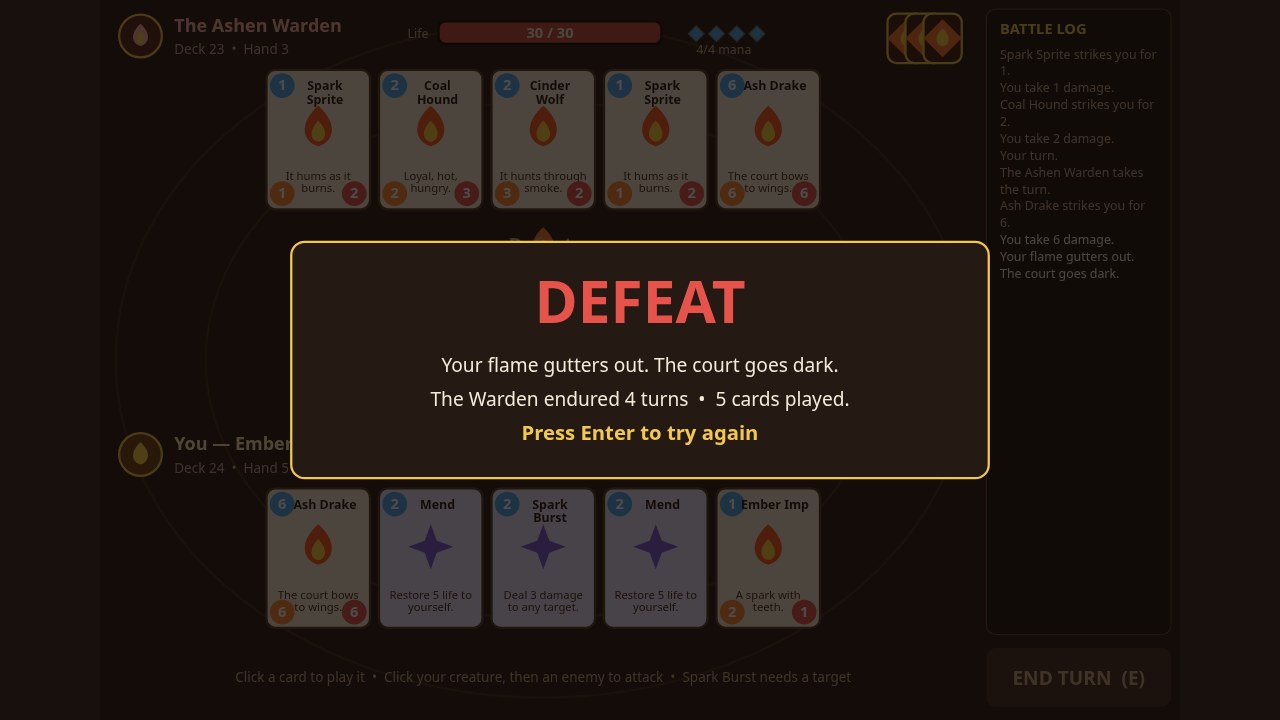 The Ashen Warden
Deck 23 • Hand 3
Life
30 / 30
4/4 mana
1 Spark Sprite
It hums as it burns.
1 2
2 Coal Hound
Loyal, hot, hungry.
2 3
2 Cinder Wolf
It hunts through smoke.
3 2
1 Spark Sprite
It hums as it burns.
1 2
6 Ash Drake
The court bows to wings.
6 6
BATTLE LOG
Spark Sprite strikes you for
1.
You take 1 damage.
Coal Hound strikes you for
2.
You take 2 damage.
Your turn.
The Ashen Warden takes
the turn.
Ash Drake strikes you for
6.
You take 6 damage.
Your flame gutters out.
The court goes dark.
DEFEAT
Your flame gutters out. The court goes dark.
The Warden endured 4 turns • 5 cards played.
Press Enter to try again
You — Ember
Deck 24 • Hand 5
6 Ash Drake
The court bows to wings.
6 6
2 Mend
Restore 5 life to yourself.
2 Spark Burst
Deal 3 damage to any target.
2 Mend
Restore 5 life to yourself.
1 Ember Imp
A spark with teeth.
2 1
Click a card to play it • Click your creature, then an enemy to attack • Spark Burst needs a target
END TURN (E)